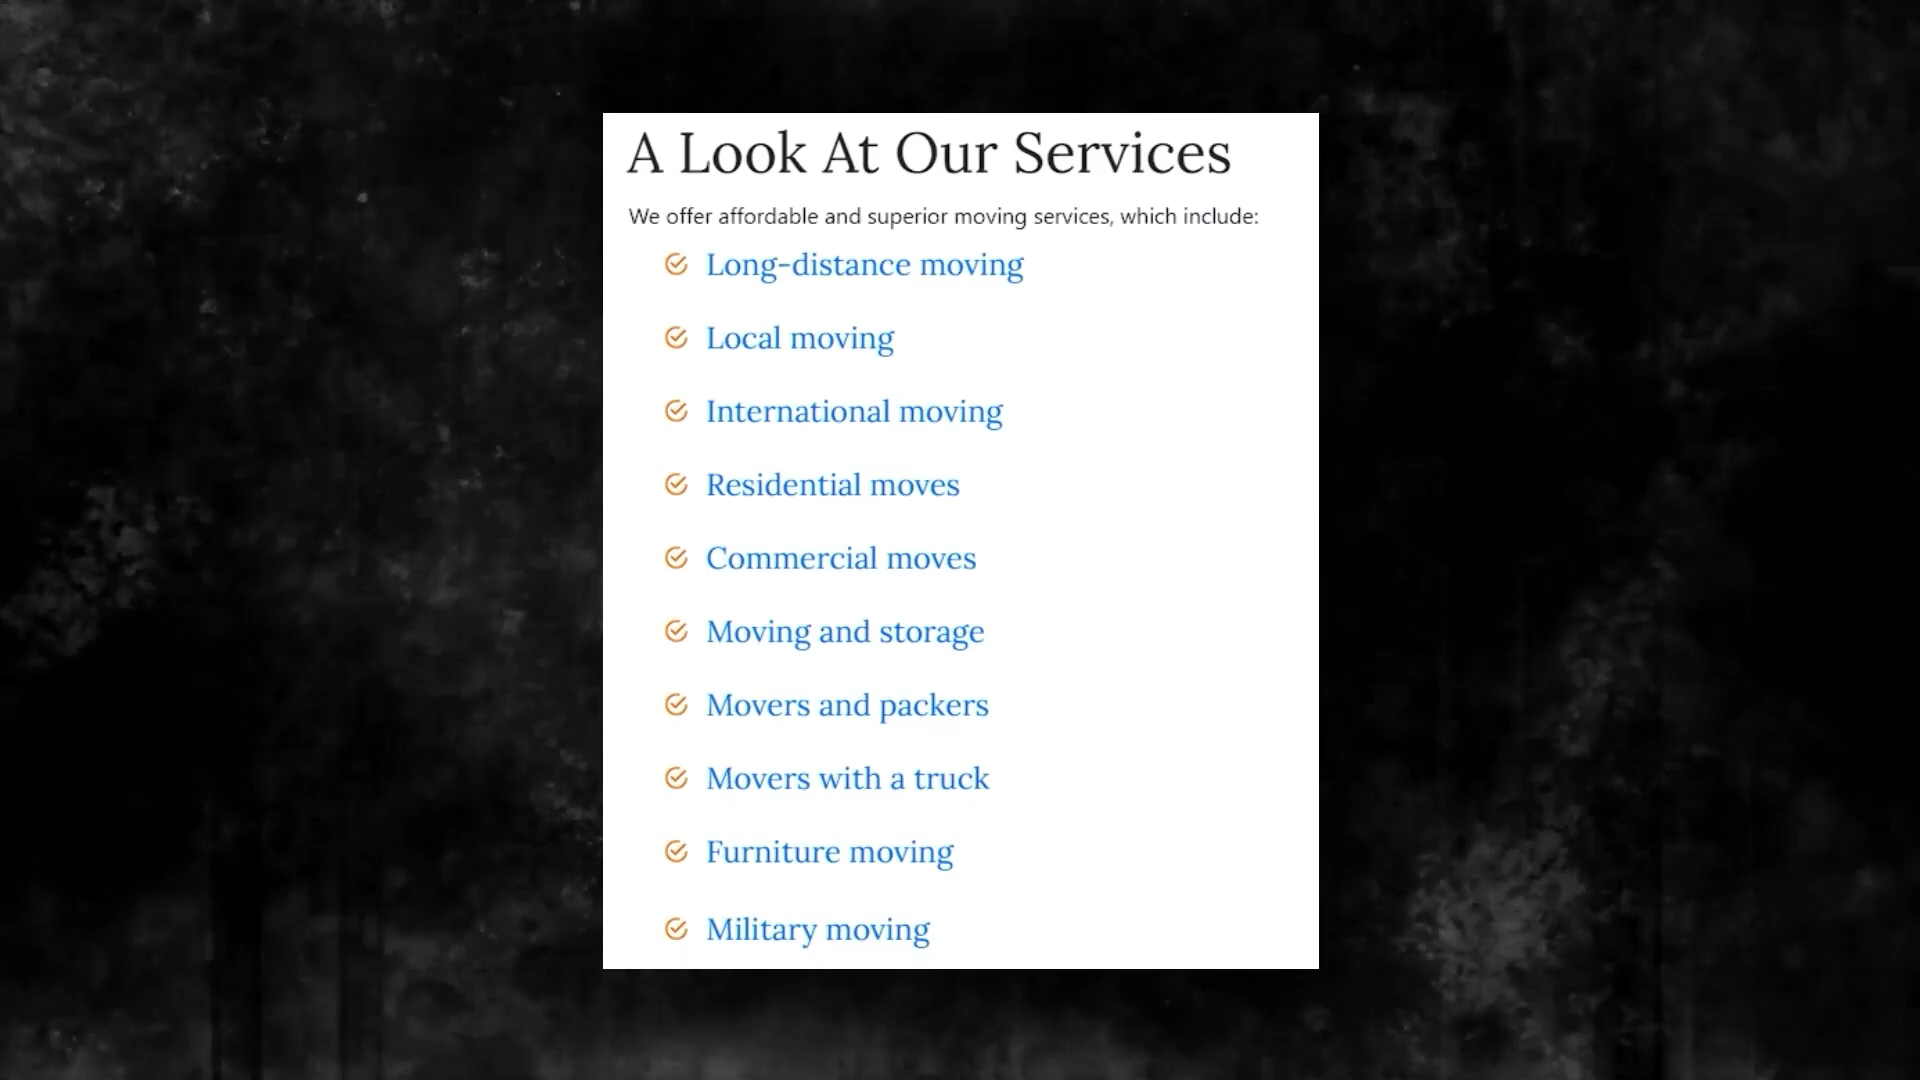 A Look At Our Services
We offer affordable and superior moving services, which include:
Long-distance moving
Local moving
International moving
Residential moves
Commercial moves
Moving and storage
Movers and packers
Movers with a truck
Furniture moving
Military moving